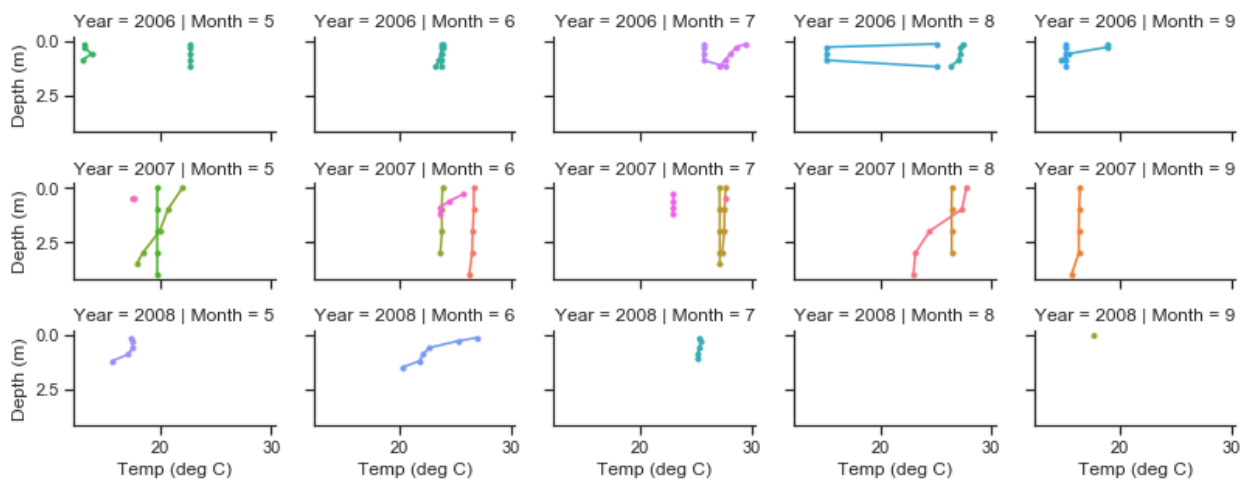 Year = 2006 | Month = 5 Year = 2006 | Month = 6 Year = 2006 | Month = 7 Year = 2006 | Month = 8 Year = 2006 | Month = 9
0.0
2.5
Depth (m)
Year = 2007 | Month = 5 Year = 2007 | Month = 6 Year = 2007 | Month = 7 Year = 2007 | Month = 8 Year = 2007 | Month = 9
0.0
2.5
Depth (m)
Year = 2008 | Month = 5 Year = 2008 | Month = 6 Year = 2008 | Month = 7 Year = 2008 | Month = 8 Year = 2008 | Month = 9
0.0
2.5
Depth (m)
20 30 20 30 20 30 20 30 20 30
Temp (deg C) Temp (deg C) Temp (deg C) Temp (deg C) Temp (deg C)